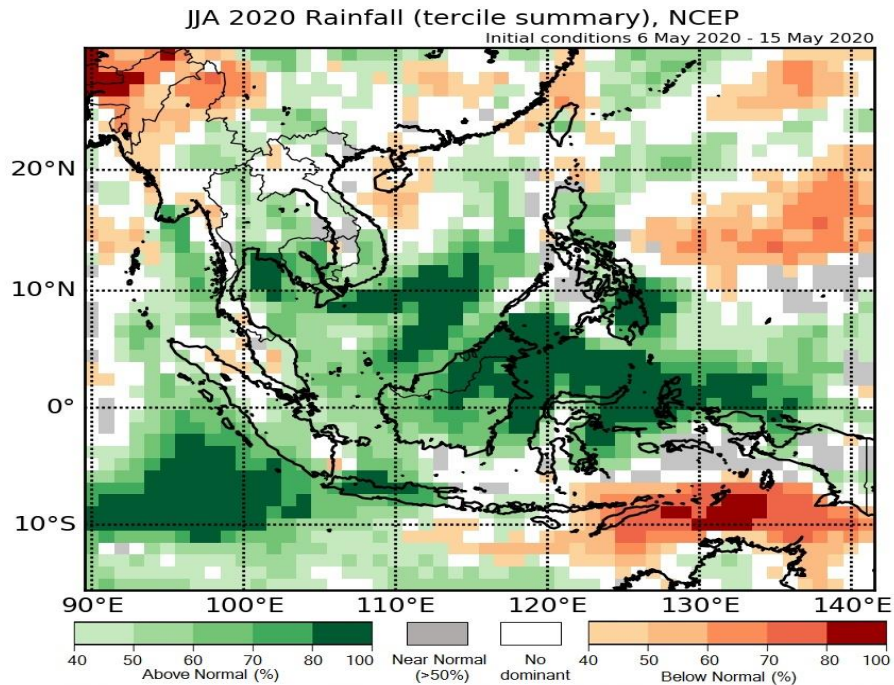 JJA 2020 Rainfall (tercile summary), NCEP
Initial conditions 6 May 2020 - 15 May 2020
20°N
10°N
0°
10°S
90°E 100°E 110°E 120°E 130°E 140°E
40 50 60 70 80 100
Above Normal (%)
Near Normal
(>50%)
No
dominant
40 50 60 70 80 100
Below Normal (%)